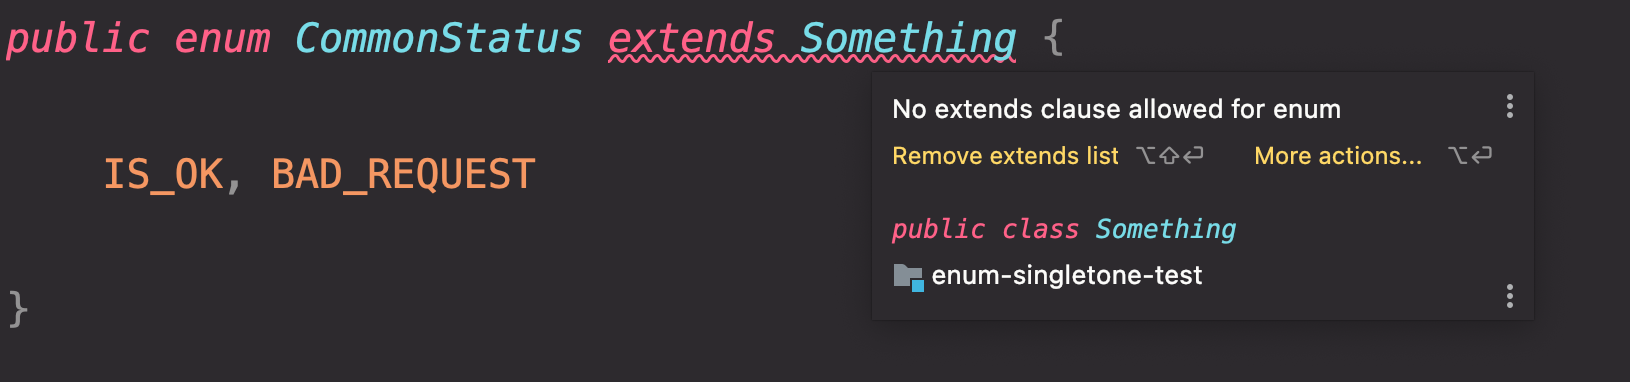 public enum CommonStatus extends Something {
No extends clause allowed for enum
Remove extends list ⌥⇧⏎ More actions... ⌥⏎
IS_OK, BAD_REQUEST
public class Something
enum-singletone-test
}